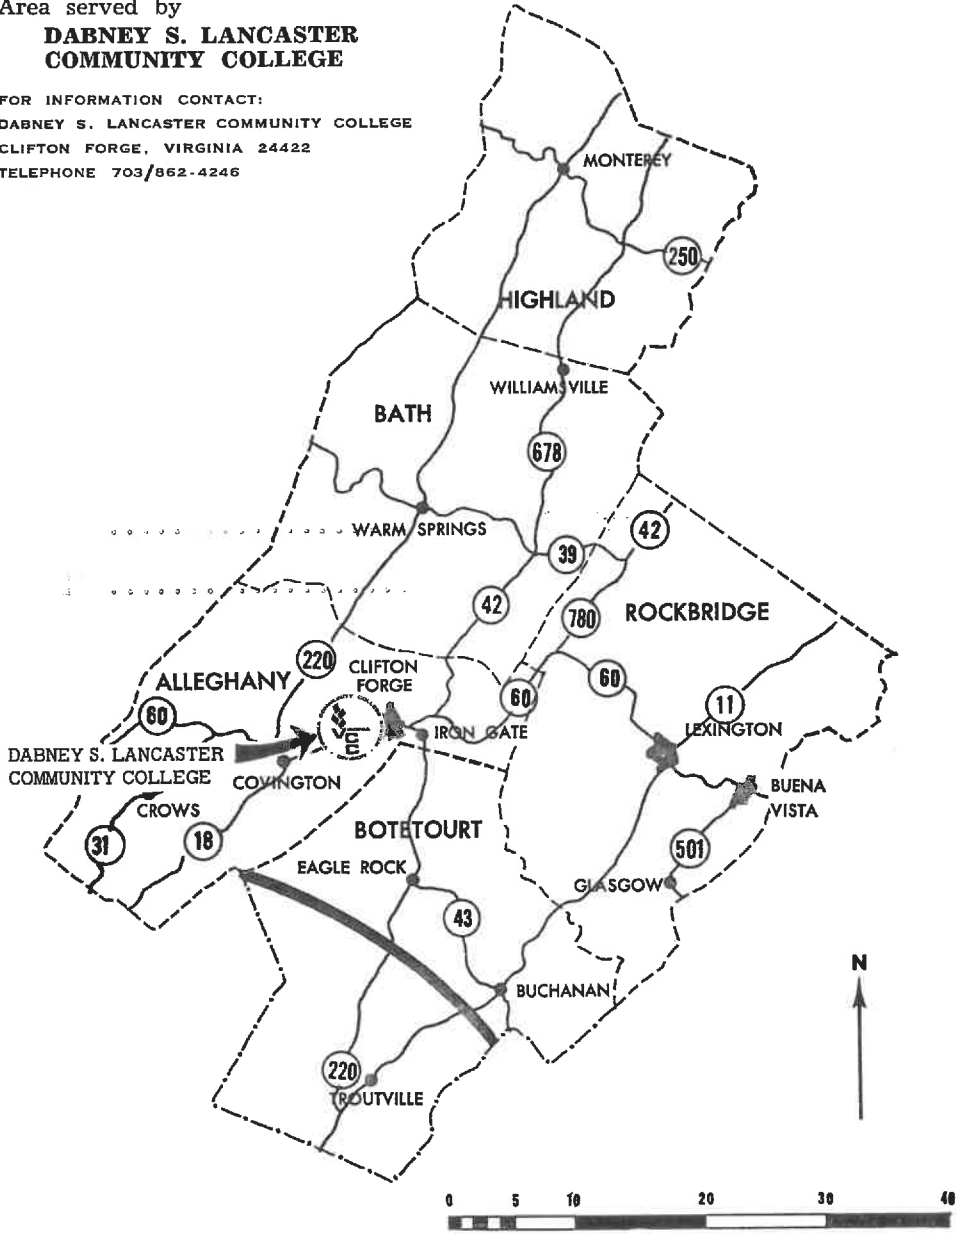 Area served by
DABNEY S. LANCASTER
COMMUNITY COLLEGE
FOR INFORMATION CONTACT:
DABNEY S. LANCASTER COMMUNITY COLLEGE
CLIFTON FORGE, VIRGINIA 24422
TELEPHONE 703/862-4246
MONTEREY
250
HIGHLAND
WILLIAMSVILLE
BATH
678
WARM SPRINGS
42
39
42
780
ROCKBRIDGE
220
CLIFTON
FORGE
ALLEGHANY
60
60
11
60
COMMUNITY COLLEGE
IRON GATE
LEXINGTON
DABNEY S. LANCASTER
COMMUNITY COLLEGE
COVINGTON
BUENA
VISTA
CROWS
31
18
BOTETOURT
501
EAGLE ROCK
GLASGOW
43
N
BUCHANAN
220
TROUTVILLE
0 5 10 20 30 40